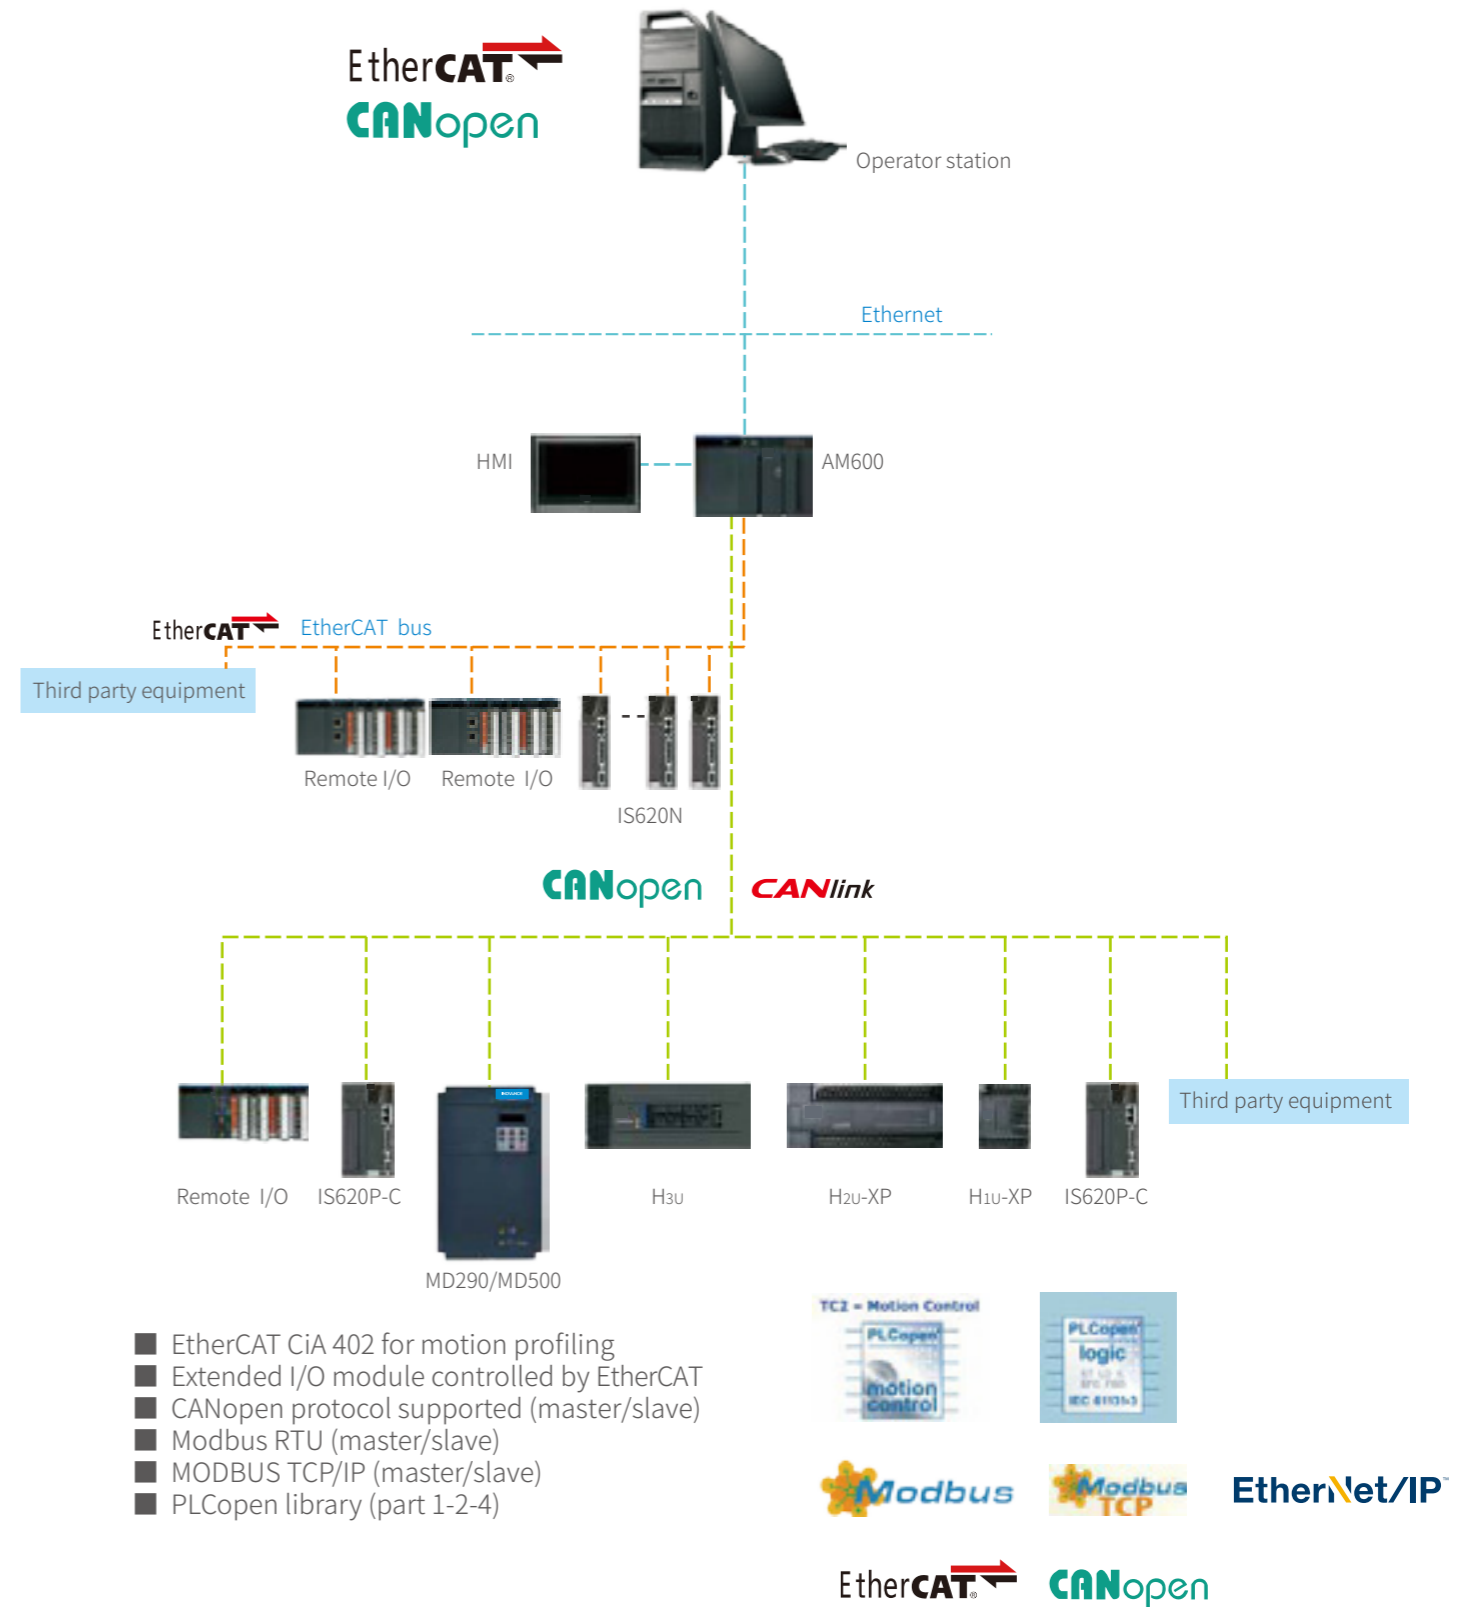 EtherCAT®
CANopen
Operator station
Ethernet
HMI
AM600
EtherCAT
EtherCAT bus
Third party equipment
Remote I/O
Remote I/O
IS620N
CANopen
CANlink
Third party equipment
Remote I/O
IS620P-C
H3U
H2U-XP
H1U-XP
IS620P-C
MD290/MD500
TC2 - Motion Control
PLCopen
motion
control
PLCopen
logic
IEC 61131-3
■ EtherCAT CiA 402 for motion profiling
■ Extended I/O module controlled by EtherCAT
■ CANopen protocol supported (master/slave)
■ Modbus RTU (master/slave)
■ MODBUS TCP/IP (master/slave)
■ PLCopen library (part 1-2-4)
Modbus
Modbus
TCP
EtherNet/IP™
EtherCAT®
CANopen